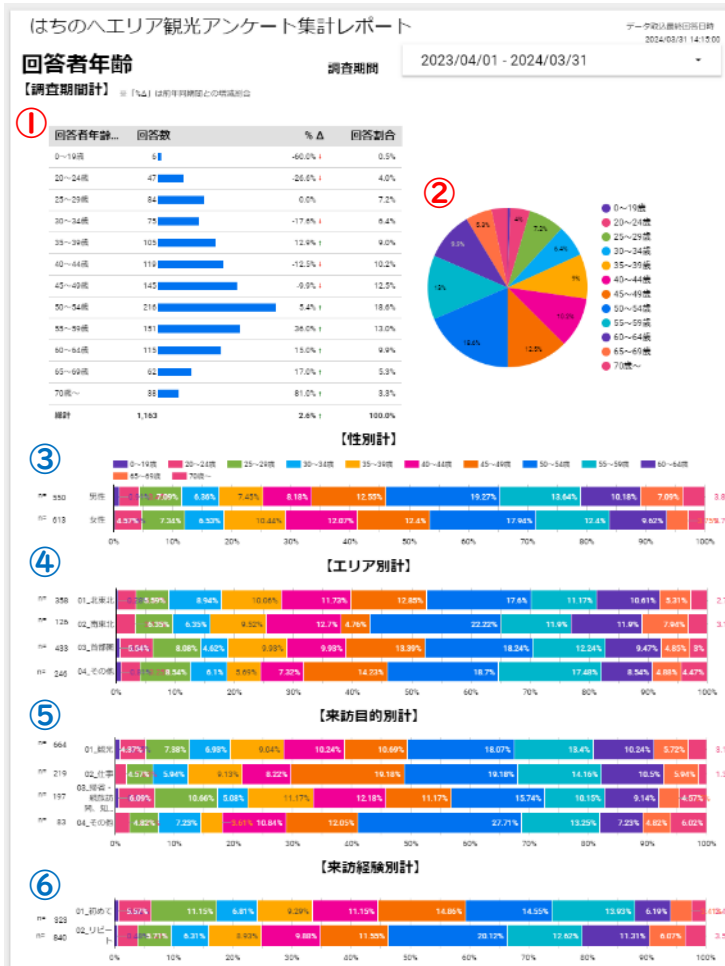 はちのへエリア観光アンケート集計レポート
データ取込最終回答日時
2024/03/31 14:15:00
回答者年齢
調査期間
2023/04/01 - 2024/03/31
【調査期間計】
※「%Δ」は前年同期間との増減割合
①
回答者年齢... 回答数 % Δ 回答割合
0～19歳 6 -60.0% ↓ 0.5%
20～24歳 47 -26.6% ↓ 4.0%
25～29歳 84 0.0% 7.2%
30～34歳 75 -17.6% ↓ 6.4%
35～39歳 105 12.9% ↑ 9.0%
40～44歳 119 -12.5% ↓ 10.2%
45～49歳 145 -9.9% ↓ 12.5%
50～54歳 216 5.4% ↑ 18.6%
55～59歳 151 36.0% ↑ 13.0%
60～64歳 115 15.0% ↑ 9.9%
65～69歳 62 17.0% ↑ 5.3%
70歳～ 38 81.0% ↑ 3.3%
総計 1,163 2.6% ↑ 100.0%
②
4%
7.2%
6.4%
9%
10.2%
12.5%
18.6%
13%
9.9%
5.3%
0～19歳
20～24歳
25～29歳
30～34歳
35～39歳
40～44歳
45～49歳
50～54歳
55～59歳
60～64歳
65～69歳
70歳～
【性別計】
③
0～19歳 20～24歳 25～29歳 30～34歳 35～39歳 40～44歳 45～49歳 50～54歳 55～59歳 60～64歳
65～69歳 70歳～
n= 550 男性 7.09% 6.36% 7.45% 8.18% 12.55% 19.27% 13.64% 10.18% 7.09%
n= 613 女性 4.57% 7.34% 6.53% 10.44% 12.07% 12.4% 17.94% 12.4% 9.62%
0% 10% 20% 30% 40% 50% 60% 70% 80% 90% 100%
【エリア別計】
④
n= 358 01_北東北 5.59% 8.94% 10.06% 11.73% 12.85% 17.6% 11.17% 10.61% 5.31%
n= 126 02_南東北 6.35% 6.35% 9.52% 12.7% 4.76% 22.22% 11.9% 11.9% 7.94%
n= 433 03_首都圏 5.54% 8.08% 4.62% 9.93% 9.93% 13.39% 18.24% 12.24% 9.47% 4.85% 3%
n= 246 04_その他 8.54% 6.1% 5.69% 7.32% 14.23% 18.7% 17.48% 8.54% 4.88% 4.47%
0% 10% 20% 30% 40% 50% 60% 70% 80% 90% 100%
【来訪目的別計】
⑤
n= 664 01_観光 4.37% 7.38% 6.93% 9.04% 10.24% 10.69% 18.07% 13.4% 10.24% 5.72%
n= 219 02_仕事 4.57% 5.94% 9.13% 8.22% 19.18% 19.18% 14.16% 10.5% 5.94%
n= 197 03_帰省・親族訪問、知... 6.09% 10.66% 5.08% 11.17% 12.18% 11.17% 15.74% 10.15% 9.14% 4.57%
n= 83 04_その他 4.82% 7.23% 3.61% 10.84% 12.05% 27.71% 13.25% 7.23% 4.82% 6.02%
0% 10% 20% 30% 40% 50% 60% 70% 80% 90% 100%
【来訪経験別計】
⑥
n= 323 01_初めて 5.57% 11.15% 6.81% 9.29% 11.15% 14.86% 14.55% 13.93% 6.19%
n= 840 02_リピート 5.71% 6.31% 8.93% 9.88% 11.55% 20.12% 12.62% 11.31% 6.07%
0% 10% 20% 30% 40% 50% 60% 70% 80% 90% 100%